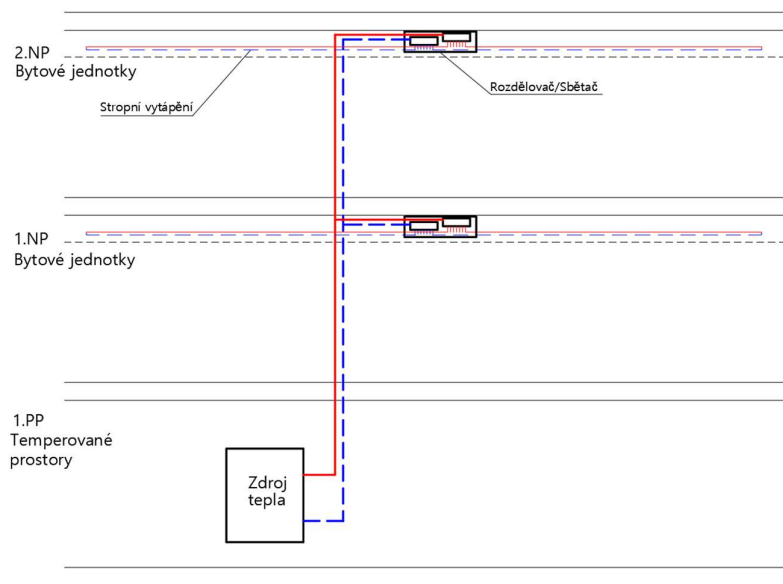 2.NP
Bytové jednotky
Stropní vytápění
Rozdělovač/Sbětač
1.NP
Bytové jednotky
1.PP
Temperované
prostory
Zdroj
tepla